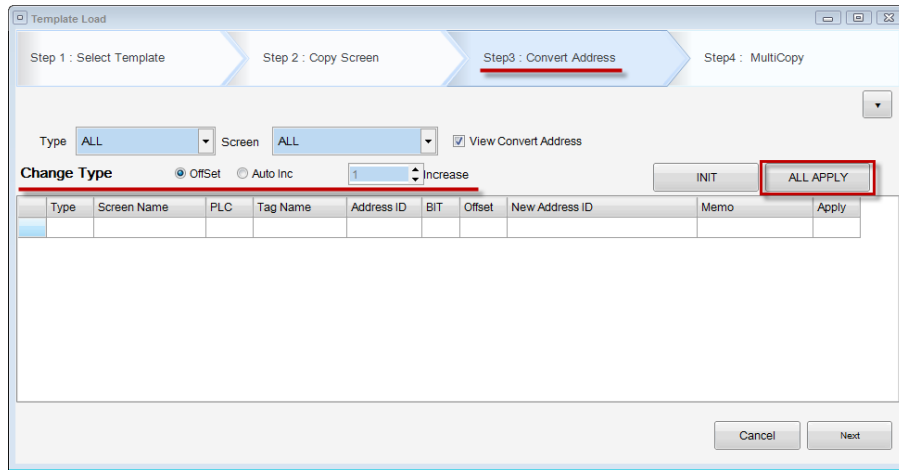 Template Load
Step 1 : Select Template Step 2 : Copy Screen Step3 : Convert Address Step4 : MultiCopy
Type ALL Screen ALL View Convert Address
Change Type OffSet Auto Inc 1 Increase INIT ALL APPLY
Type Screen Name PLC Tag Name Address ID BIT Offset New Address ID Memo Apply
Cancel Next